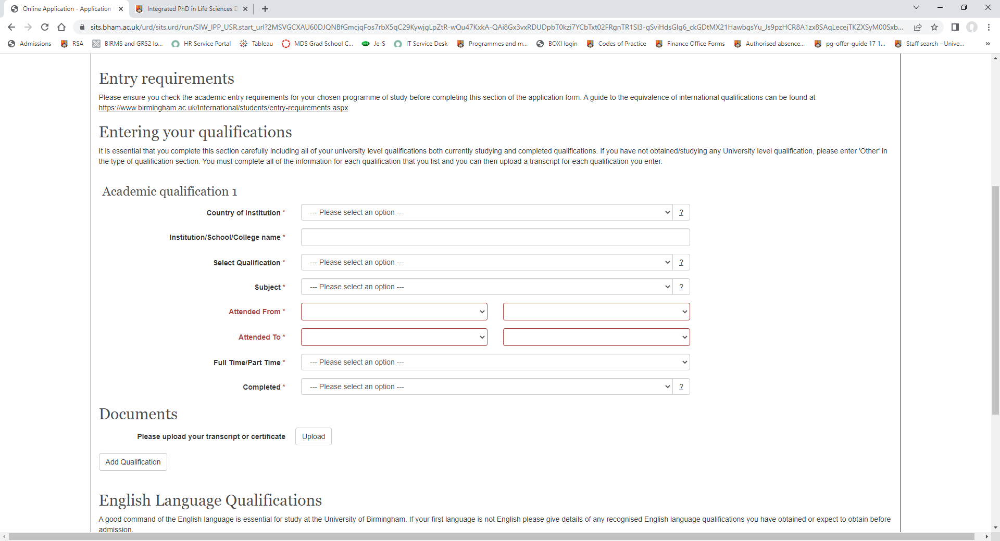 Online Application - Application
Integrated PhD in Life Sciences D
sits.bham.ac.uk/urd/sits.urd/run/SIW_IPP_USR.start_url?2MSVGCXAU60DJQNBfGmcjqFos7rbX5qC29KywjgLpZtR-wQu47KxkA-QAi8Gx3vxRDUDpbT0kzi7YCbTxt02FRgnTR1Sl3-gSviHdsGlg6_ckGDtMX21HawbgsYu_Js9pzHCR8A1zx8SAqLecejTKZXSyM00Sxb...
Admissions
RSA
BIRMS and GRS2 lo...
HR Service Portal
Tableau
MDS Grad School C...
Je-S
IT Service Desk
Programmes and m...
BOXI login
Codes of Practice
Finance Office Forms
Authorised absence...
pg-offer-guide 17 1...
Staff search - Unive...
»
Entry requirements
Please ensure you check the academic entry requirements for your chosen programme of study before completing this section of the application form. A guide to the equivalence of international qualifications can be found at
https://www.birmingham.ac.uk/International/students/entry-requirements.aspx
Entering your qualifications
It is essential that you complete this section carefully including all of your university level qualifications both currently studying and completed qualifications. If you have not obtained/studying any University level qualification, please enter 'Other' in
the type of qualification section. You must complete all of the information for each qualification that you list and you can then upload a transcript for each qualification you enter.
Academic qualification 1
Country of Institution * --- Please select an option --- ?
Institution/School/College name *
Select Qualification * --- Please select an option --- ?
Subject * --- Please select an option --- ?
Attended From *
Attended To *
Full Time/Part Time * --- Please select an option ---
Completed * --- Please select an option --- ?
Documents
Please upload your transcript or certificate Upload
Add Qualification
English Language Qualifications
A good command of the English language is essential for study at the University of Birmingham. If your first language is not English please give details of any recognised English language qualifications you have obtained or expect to obtain before
admission.